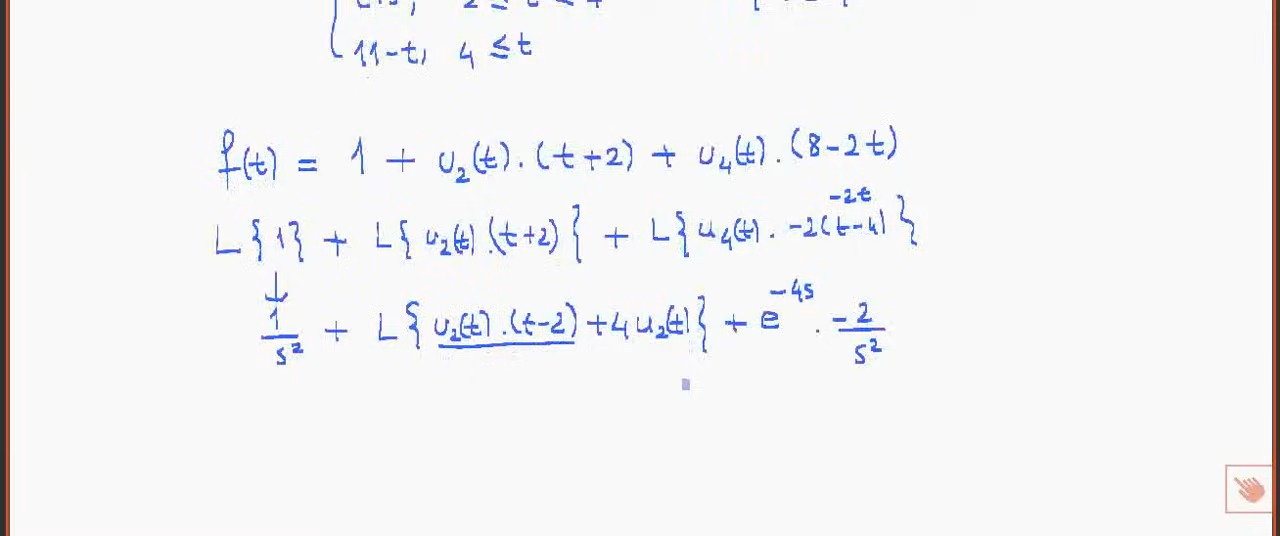 11-t, 4 ≤ t
f(t) = 1 + u₂(t).(t+2) + u₄(t).(8-2t)
-2t
L{1} + L{u₂(t).(t+2)} + L{u₄(t). -2(t-4)}
↓
1/s² + L{u₂(t).(t-2) + 4u₂(t)} + e^(-4s) . -2/s²